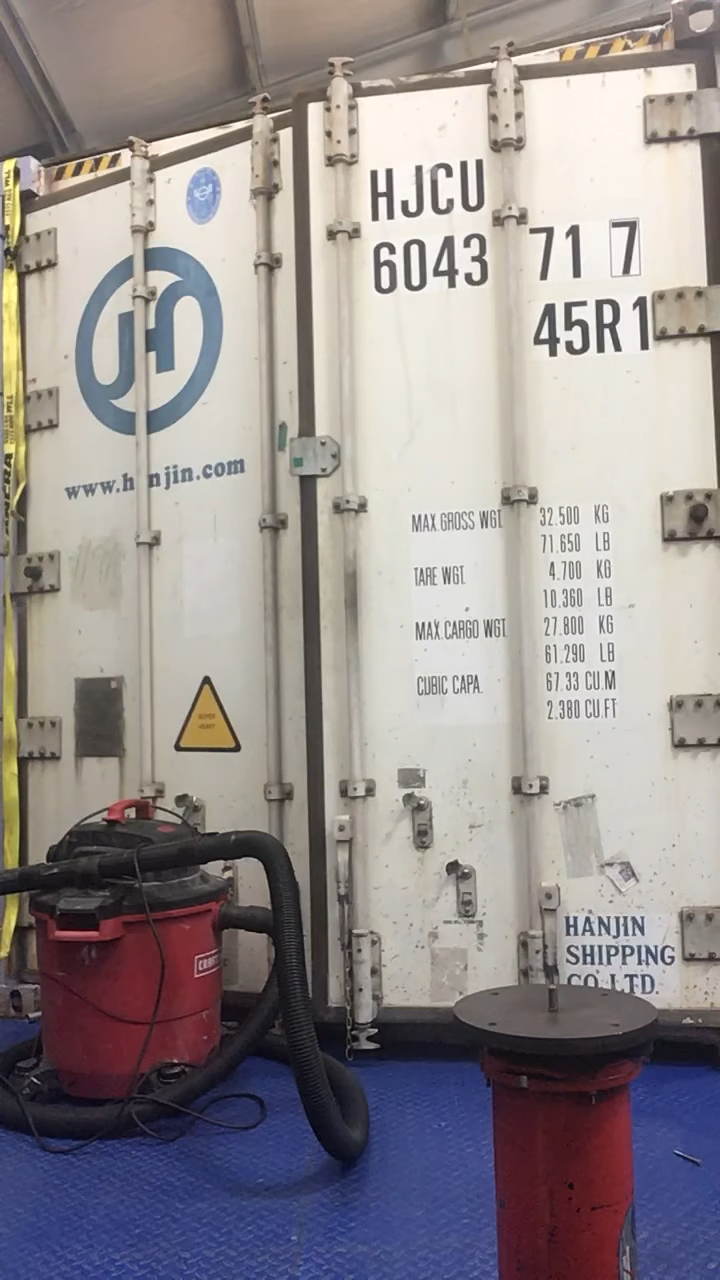 HJCU
6043 71 7
45R1
www.hanjin.com
MAX.GROSS WGT. 32.500 KG
71.650 LB
TARE WGT. 4.700 KG
10.360 LB
MAX.CARGO WGT. 27.800 KG
61.290 LB
CUBIC CAPA. 67.33 CU.M
2.380 CU.FT
SUPER HEAVY
HANJIN
SHIPPING
CO.,LTD.